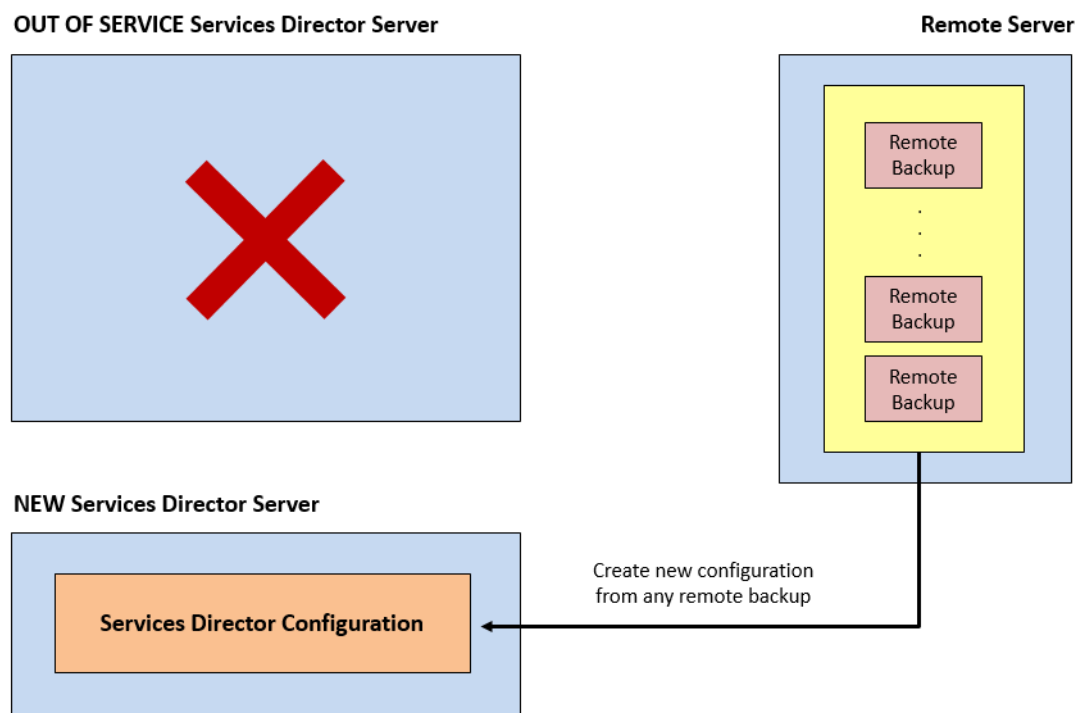 OUT OF SERVICE Services Director Server
Remote Server
Remote
Backup
.
.
.
Remote
Backup
Remote
Backup
NEW Services Director Server
Create new configuration
from any remote backup
Services Director Configuration